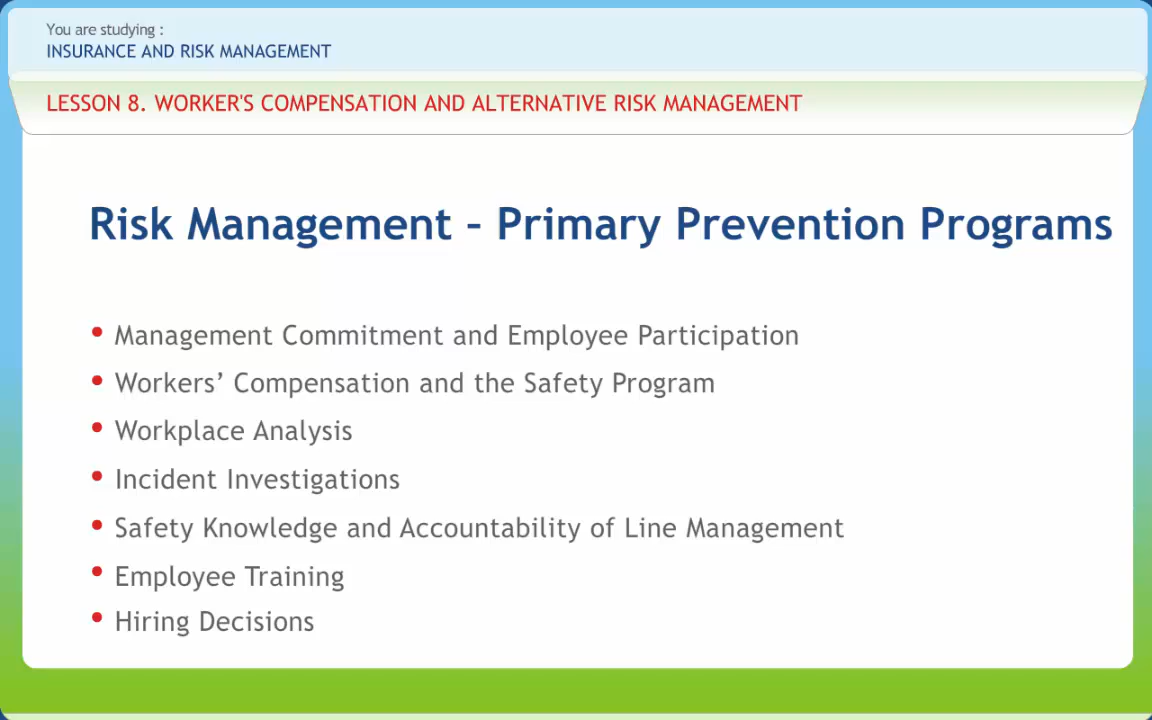 You are studying :
INSURANCE AND RISK MANAGEMENT
LESSON 8. WORKER'S COMPENSATION AND ALTERNATIVE RISK MANAGEMENT
Risk Management – Primary Prevention Programs
• Management Commitment and Employee Participation
• Workers’ Compensation and the Safety Program
• Workplace Analysis
• Incident Investigations
• Safety Knowledge and Accountability of Line Management
• Employee Training
• Hiring Decisions